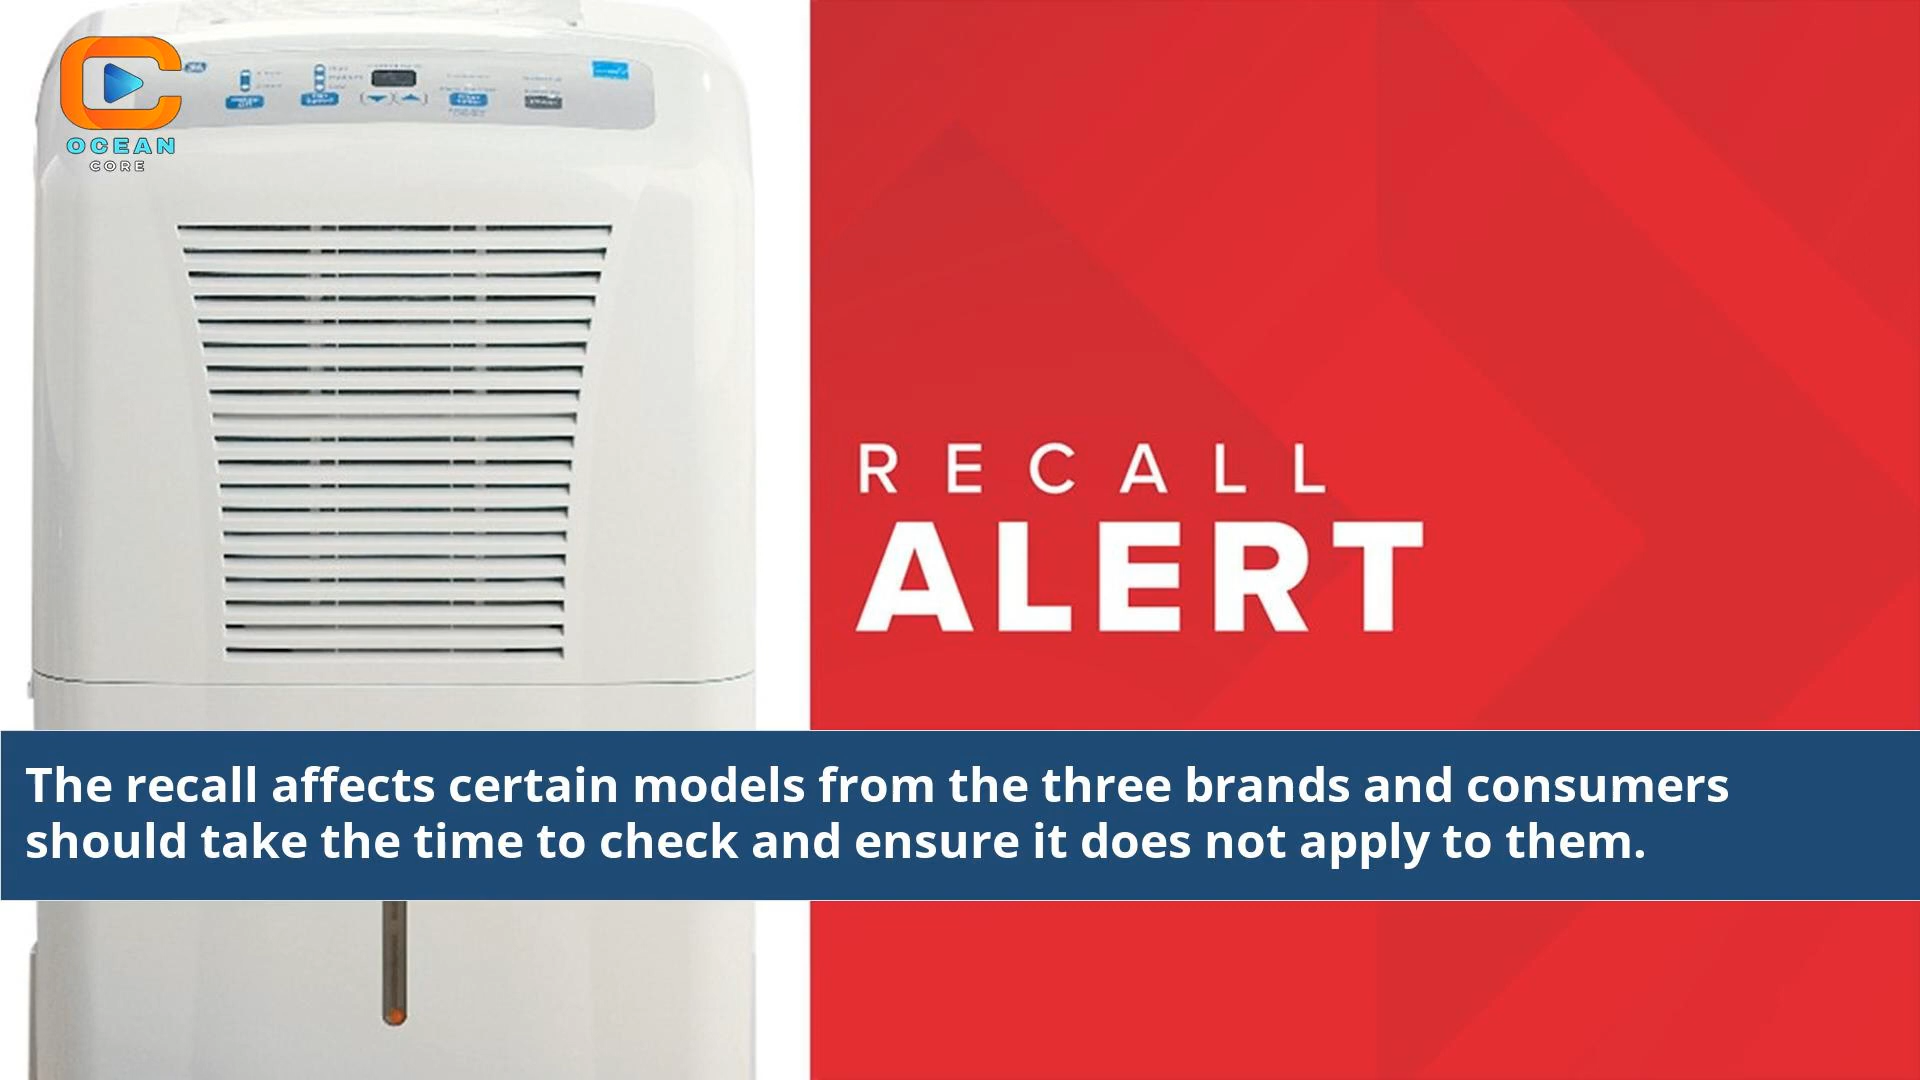 OCEAN
CORE
RECALL
ALERT
The recall affects certain models from the three brands and consumers
should take the time to check and ensure it does not apply to them.